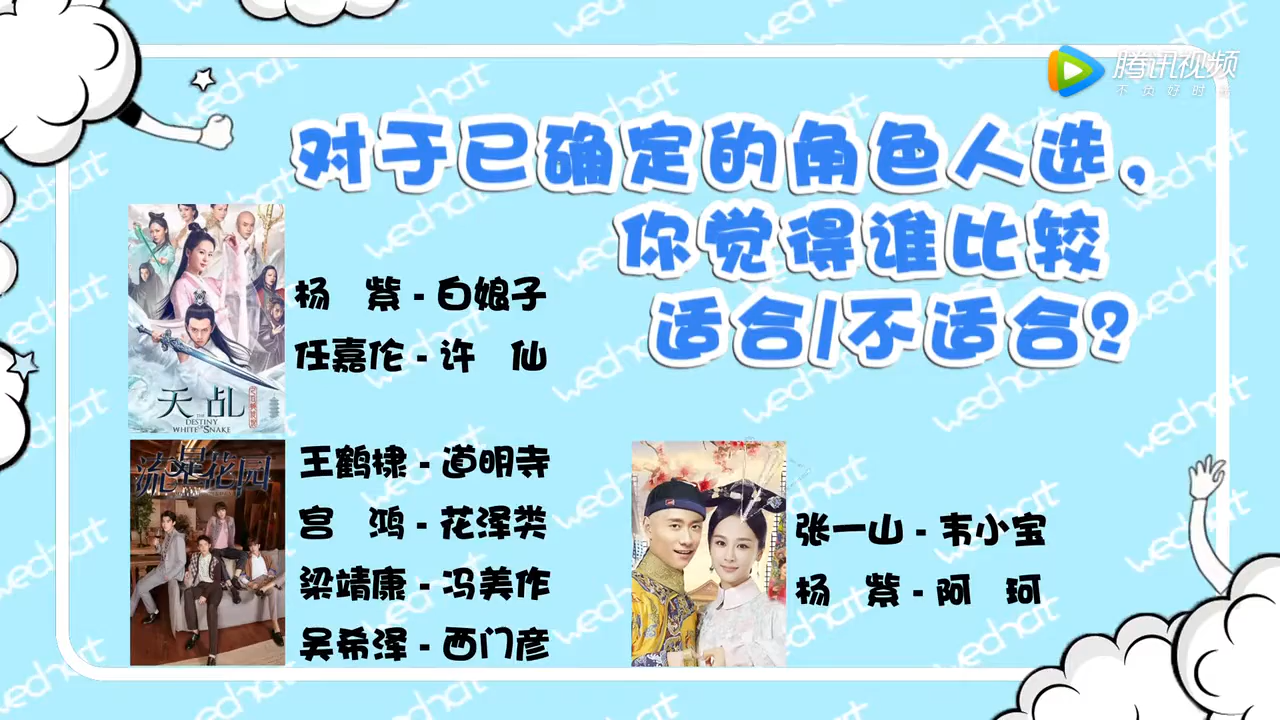 腾讯视频
不负好时光
对于已确定的角色人选，
你觉得谁比较
适合/不适合？
杨 紫 - 白娘子
任嘉伦 - 许 仙
天乩
THE DESTINY OF
WHITE SNAKE
流星花园
王鹤棣 - 道明寺
宫 鸿 - 花泽类
梁靖康 - 冯美作
吴希泽 - 西门彦
张一山 - 韦小宝
杨 紫 - 阿 珂
wechat